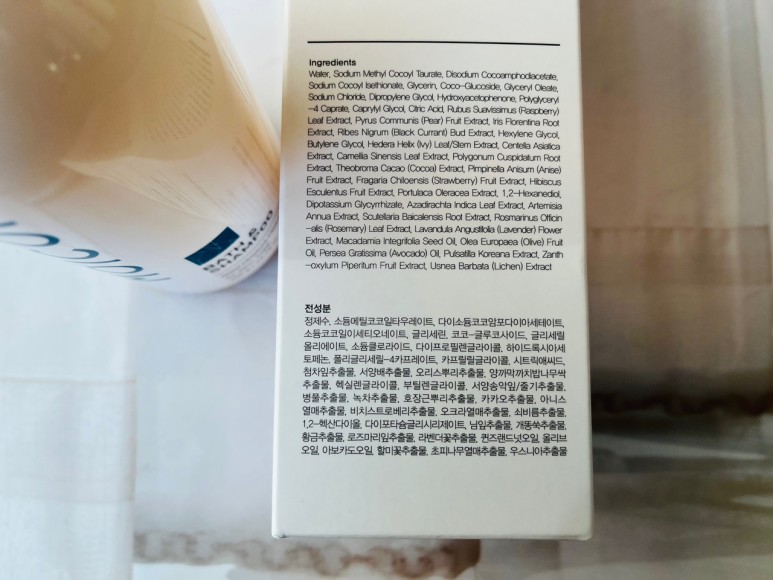 BATH &
SHAMPOO
Ingredients
Water, Sodium Methyl Cocoyl Taurate, Disodium Cocoamphodiacetate,
Sodium Cocoyl Isethionate, Glycerin, Coco-Glucoside, Glyceryl Oleate,
Sodium Chloride, Dipropylene Glycol, Hydroxyacetophenone, Polyglyceryl
-4 Caprate, Caprylyl Glycol, Citric Acid, Rubus Suavissimus (Raspberry)
Leaf Extract, Pyrus Communis (Pear) Fruit Extract, Iris Florentina Root
Extract, Ribes Nigrum (Black Currant) Bud Extract, Hexylene Glycol,
Butylene Glycol, Hedera Helix (Ivy) Leaf/Stem Extract, Centella Asiatica
Extract, Camellia Sinensis Leaf Extract, Polygonum Cuspidatum Root
Extract, Theobroma Cacao (Cocoa) Extract, Pimpinella Anisum (Anise)
Fruit Extract, Fragaria Chiloensis (Strawberry) Fruit Extract, Hibiscus
Esculentus Fruit Extract, Portulaca Oleracea Extract, 1,2-Hexanediol,
Dipotassium Glycyrrhizate, Azadirachta Indica Leaf Extract, Artemisia
Annua Extract, Scutellaria Baicalensis Root Extract, Rosmarinus Officin
-alis (Rosemary) Leaf Extract, Lavandula Angustifolia (Lavender) Flower
Extract, Macadamia Integrifolia Seed Oil, Olea Europaea (Olive) Fruit
Oil, Persea Gratissima (Avocado) Oil, Pulsatilla Koreana Extract, Zanth
-oxylum Piperitum Fruit Extract, Usnea Barbata (Lichen) Extract
전성분
정제수, 소듐메틸코코일타우레이트, 다이소듐코코암포다이아세테이트,
소듐코코일이세티오네이트, 글리세린, 코코-글루코사이드, 글리세릴
올리에이트, 소듐클로라이드, 다이프로필렌글라이콜, 하이드록시아세
토페논, 폴리글리세릴-4카프레이트, 카프릴릴글라이콜, 시트릭애씨드,
첨차잎추출물, 서양배추출물, 오리스뿌리추출물, 양까막까치밥나무싹
추출물, 헥실렌글라이콜, 부틸렌글라이콜, 서양송악잎/줄기추출물,
병풀추출물, 녹차추출물, 호장근뿌리추출물, 카카오추출물, 아니스
열매추출물, 비치스트로베리추출물, 오크라열매추출물, 쇠비름추출물,
1,2-헥산다이올, 다이포타슘글리시리제이트, 님잎추출물, 개똥쑥추출물,
황금추출물, 로즈마리잎추출물, 라벤더꽃추출물, 퀸즈랜드넛오일, 올리브
오일, 아보카도오일, 할미꽃추출물, 초피나무열매추출물, 우스니아추출물